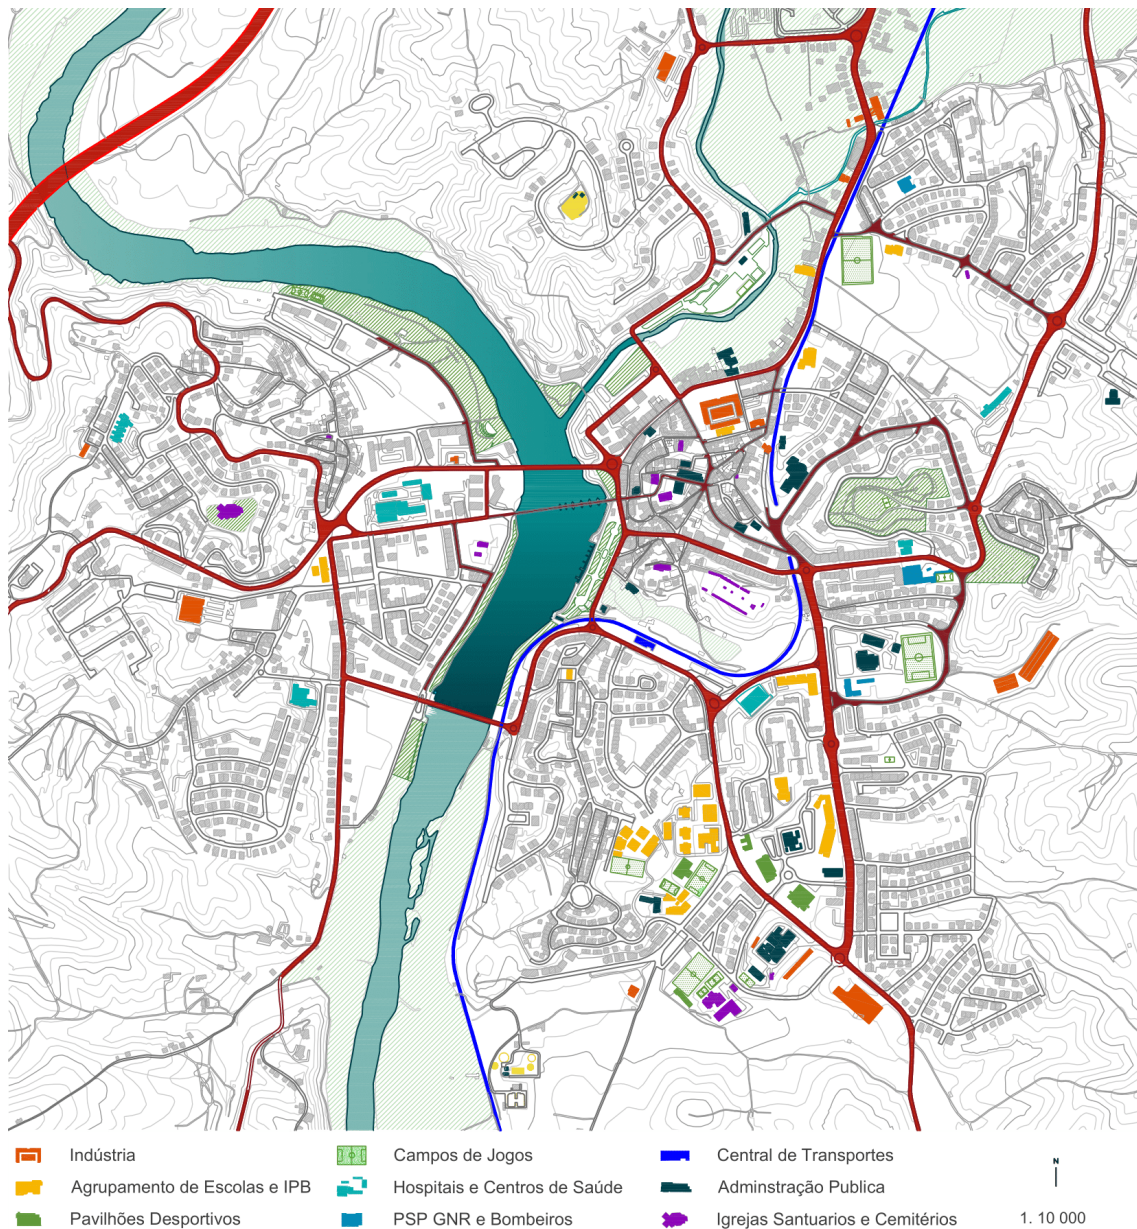 Indústria
Campos de Jogos
Central de Transportes
N
Agrupamento de Escolas e IPB
Hospitais e Centros de Saúde
Adminstração Publica
Pavilhões Desportivos
PSP GNR e Bombeiros
Igrejas Santuarios e Cemitérios
1. 10 000